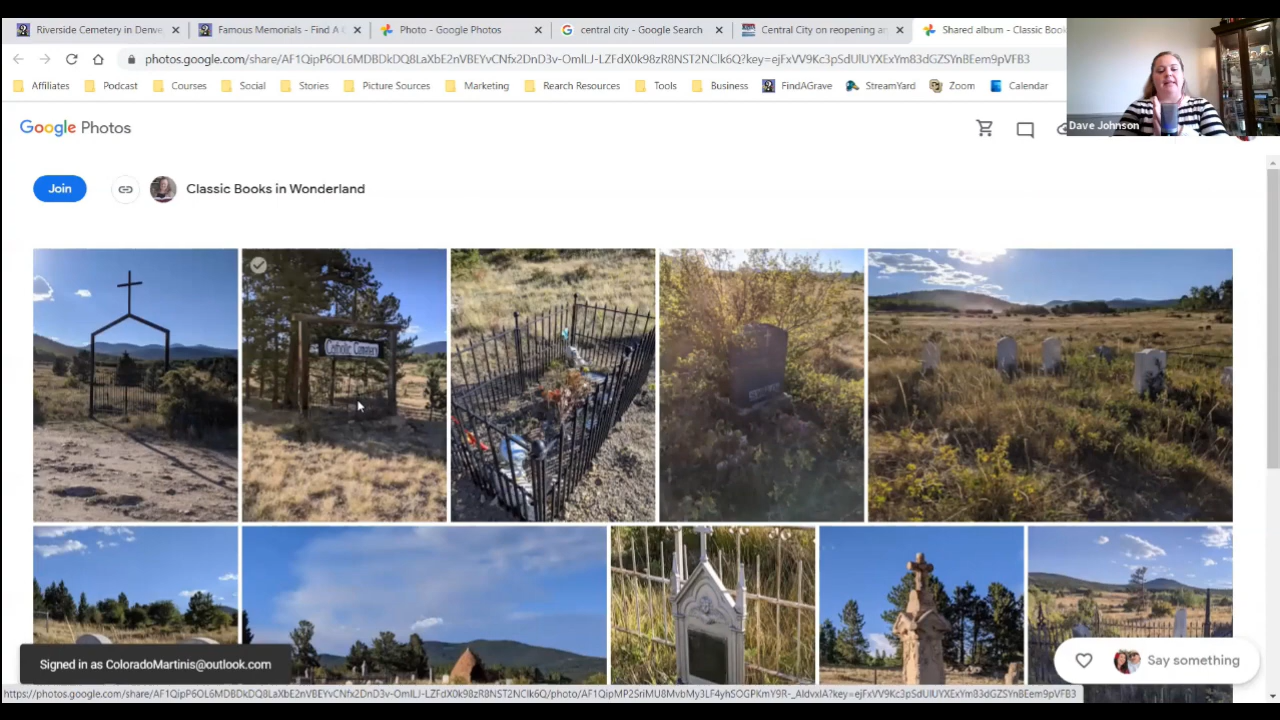 Riverside Cemetery in Denve
Famous Memorials - Find A C
Photo - Google Photos
central city - Google Search
Central City on reopening an
Shared album - Classic Book
photos.google.com/share/AF1QipP6OL6MDBDkDQ8LaXbE2nVBEYvCNfx2DnD3v-OmILJ-LZFdX0k98zR8NST2NClk6Q?key=ejFxVV9Kc3pSdUlUYXExYm83dGZSYnBEem9pVFB3
Affiliates
Podcast
Courses
Social
Stories
Picture Sources
Marketing
Rearch Resources
Tools
Business
FindAGrave
StreamYard
Zoom
Calendar
Dave Johnson
Google Photos
Join
Classic Books in Wonderland
Catholic Cemetery
Signed in as ColoradoMartinis@outlook.com
Say something